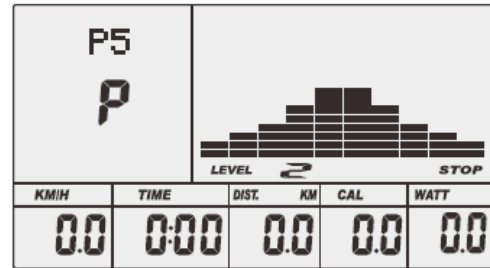 P5
P
LEVEL 2 STOP
KM/H TIME DIST. KM CAL WATT
0.0 0:00 0.0 0.0 0.0